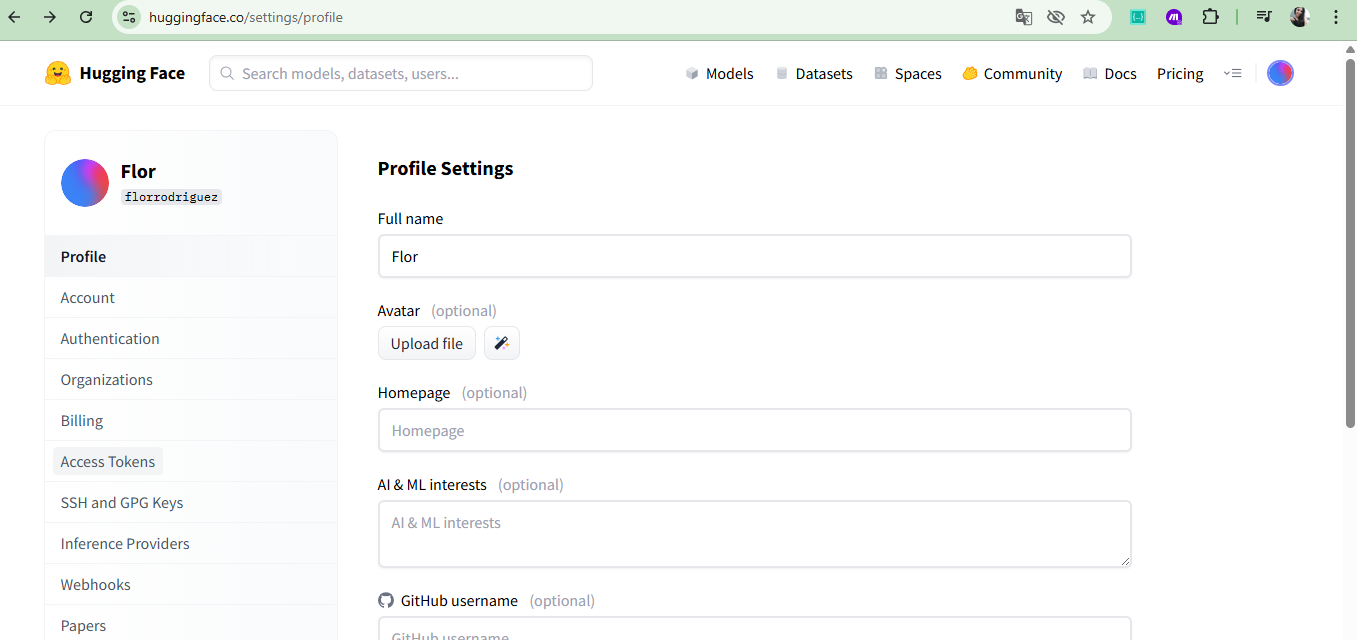 huggingface.co/settings/profile
Hugging Face
Search models, datasets, users...
Models
Datasets
Spaces
Community
Docs
Pricing
Flor
florrodriguez
Profile
Account
Authentication
Organizations
Billing
Access Tokens
SSH and GPG Keys
Inference Providers
Webhooks
Papers
Profile Settings
Full name
Flor
Avatar (optional)
Upload file
Homepage (optional)
Homepage
AI & ML interests (optional)
AI & ML interests
GitHub username (optional)
GitHub username